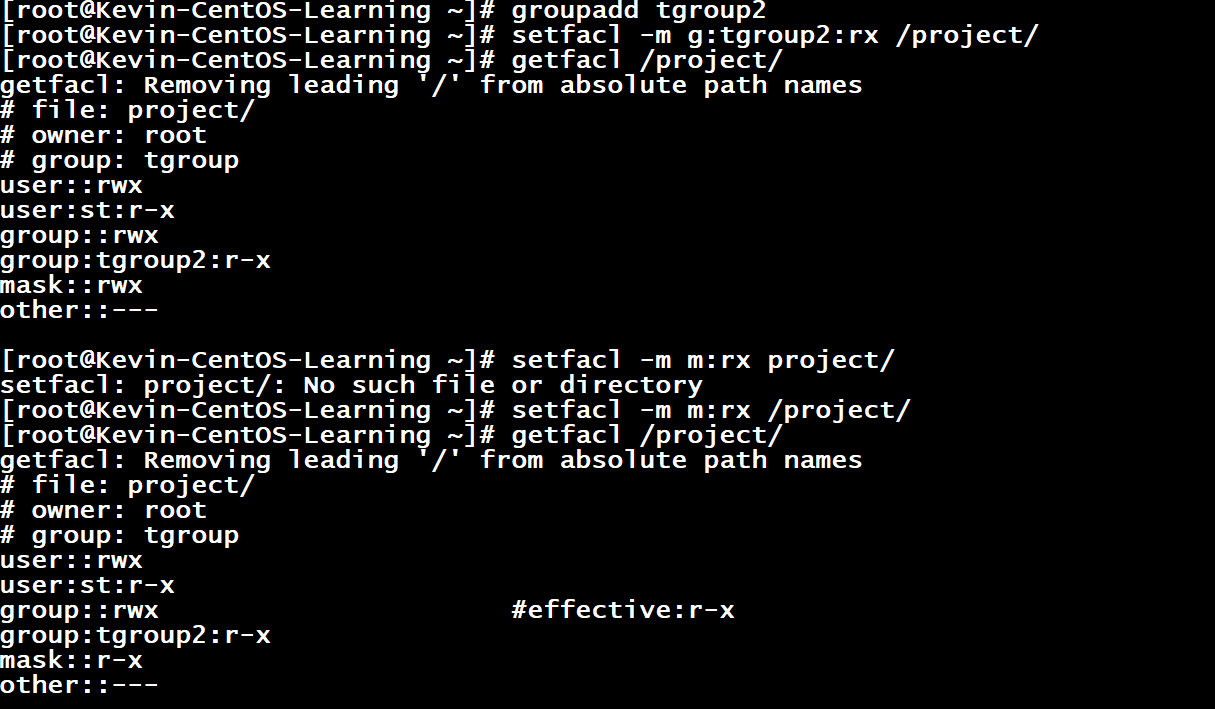 [root@Kevin-CentOS-Learning ~]# groupadd tgroup2
[root@Kevin-CentOS-Learning ~]# setfacl -m g:tgroup2:rx /project/
[root@Kevin-CentOS-Learning ~]# getfacl /project/
getfacl: Removing leading '/' from absolute path names
# file: project/
# owner: root
# group: tgroup
user::rwx
user:st:r-x
group::rwx
group:tgroup2:r-x
mask::rwx
other::---

[root@Kevin-CentOS-Learning ~]# setfacl -m m:rx project/
setfacl: project/: No such file or directory
[root@Kevin-CentOS-Learning ~]# setfacl -m m:rx /project/
[root@Kevin-CentOS-Learning ~]# getfacl /project/
getfacl: Removing leading '/' from absolute path names
# file: project/
# owner: root
# group: tgroup
user::rwx
user:st:r-x
group::rwx                      #effective:r-x
group:tgroup2:r-x
mask::r-x
other::---